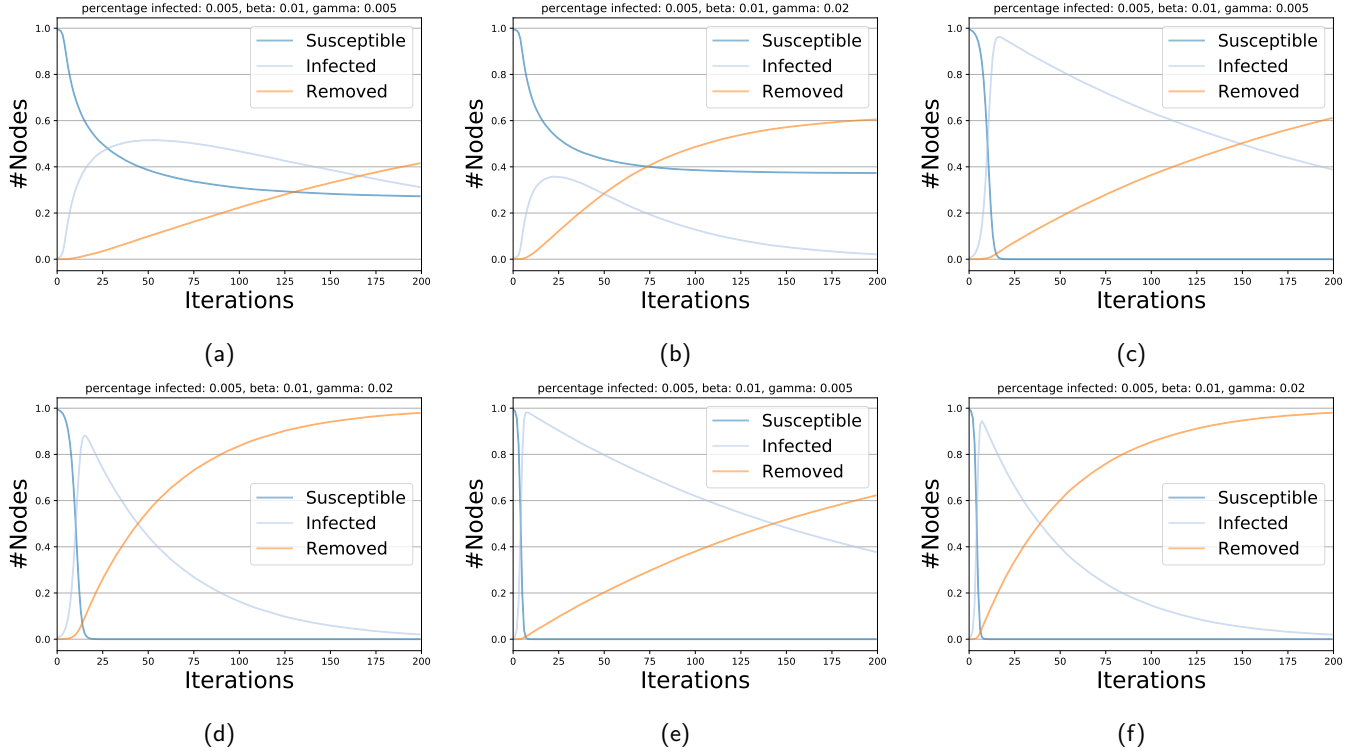 percentage infected: 0.005, beta: 0.01, gamma: 0.005
#Nodes
1.0
0.8
0.6
0.4
0.2
0.0
Susceptible
Infected
Removed
0 25 50 75 100 125 150 175 200
Iterations
(a)
percentage infected: 0.005, beta: 0.01, gamma: 0.02
#Nodes
1.0
0.8
0.6
0.4
0.2
0.0
Susceptible
Infected
Removed
0 25 50 75 100 125 150 175 200
Iterations
(b)
percentage infected: 0.005, beta: 0.01, gamma: 0.005
#Nodes
1.0
0.8
0.6
0.4
0.2
0.0
Susceptible
Infected
Removed
0 25 50 75 100 125 150 175 200
Iterations
(c)
percentage infected: 0.005, beta: 0.01, gamma: 0.02
#Nodes
1.0
0.8
0.6
0.4
0.2
0.0
Susceptible
Infected
Removed
0 25 50 75 100 125 150 175 200
Iterations
(d)
percentage infected: 0.005, beta: 0.01, gamma: 0.005
#Nodes
1.0
0.8
0.6
0.4
0.2
0.0
Susceptible
Infected
Removed
0 25 50 75 100 125 150 175 200
Iterations
(e)
percentage infected: 0.005, beta: 0.01, gamma: 0.02
#Nodes
1.0
0.8
0.6
0.4
0.2
0.0
Susceptible
Infected
Removed
0 25 50 75 100 125 150 175 200
Iterations
(f)